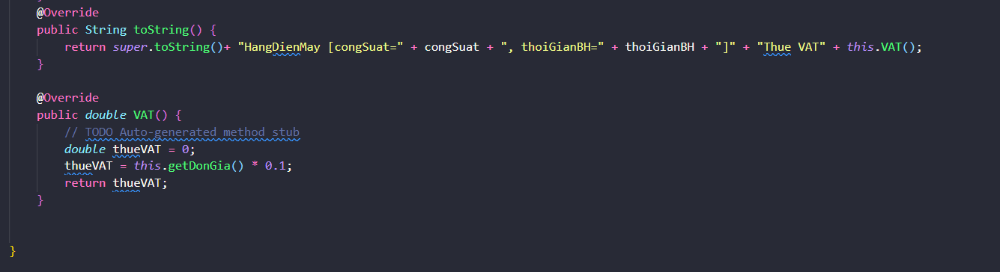 @Override
public String toString() {
return super.toString()+ "HangDienMay [congSuat=" + congSuat + ", thoiGianBH=" + thoiGianBH + "]" + "Thue VAT" + this.VAT();
}
@Override
public double VAT() {
// TODO Auto-generated method stub
double thueVAT = 0;
thueVAT = this.getDonGia() * 0.1;
return thueVAT;
}
}